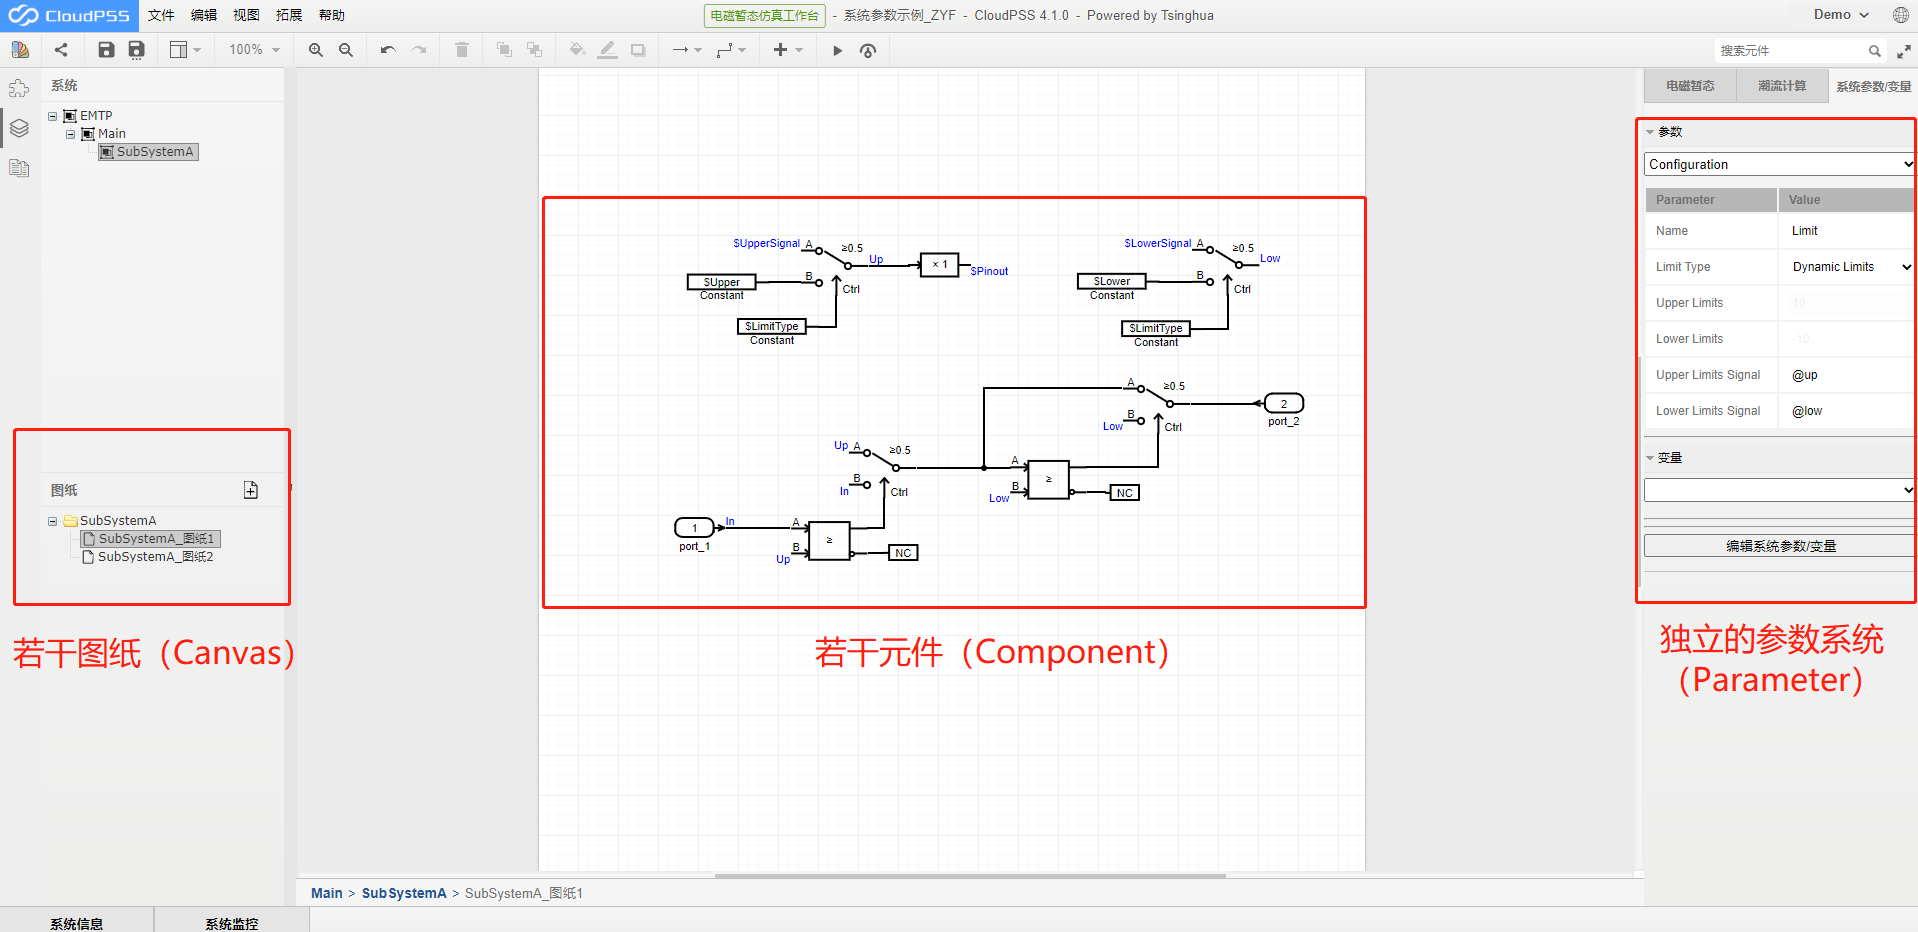 CloudPSS 文件 编辑 视图 拓展 帮助
电磁暂态仿真工作台 - 系统参数示例_ZYF - CloudPSS 4.1.0 - Powered by Tsinghua
Demo
100%
搜索元件
系统
EMTP
Main
SubSystemA
图纸
SubSystemA
SubSystemA_图纸1
SubSystemA_图纸2
若干图纸（Canvas）
$UpperSignal A ≥0.5
Up
× 1
$Pinout
$Upper
Constant
B
Ctrl
$LimitType
Constant
$LowerSignal A ≥0.5
Low
$Lower
Constant
B
Ctrl
$LimitType
Constant
A ≥0.5
2
port_2
B
Low
Ctrl
Up A ≥0.5
B
In
Ctrl
A
≥
B
Low
NC
1
port_1
In
A
≥
B
Up
NC
若干元件（Component）
电磁暂态 潮流计算 系统参数/变量
参数
Configuration
Parameter Value
Name Limit
Limit Type Dynamic Limits
Upper Limits 10
Lower Limits -10
Upper Limits Signal @up
Lower Limits Signal @low
变量
编辑系统参数/变量
独立的参数系统
（Parameter）
Main > SubSystemA > SubSystemA_图纸1
系统信息 系统监控